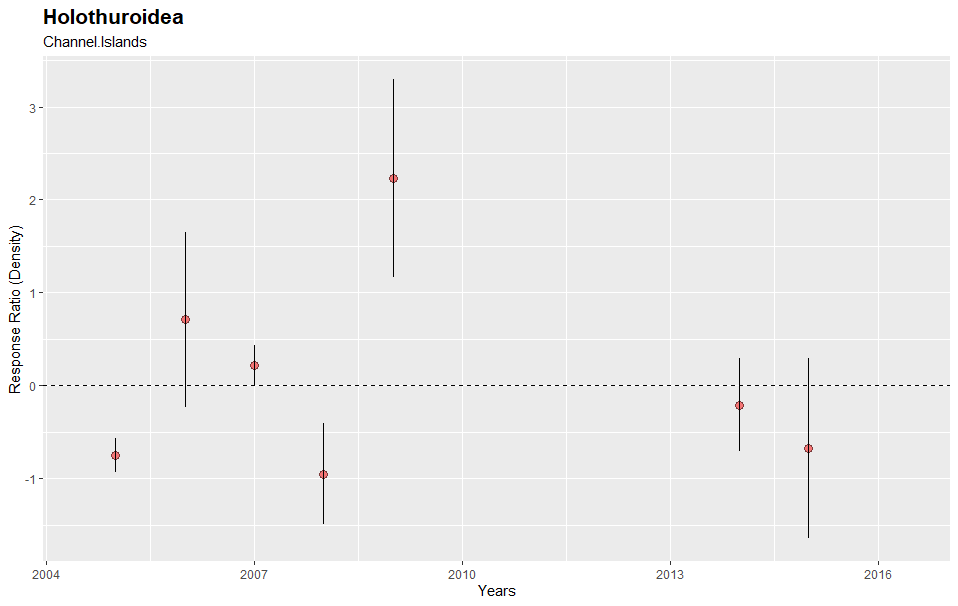 Holothuroidea
Channel.Islands
Response Ratio (Density)
3
2
1
0
-1
2004 2007 2010 2013 2016
Years